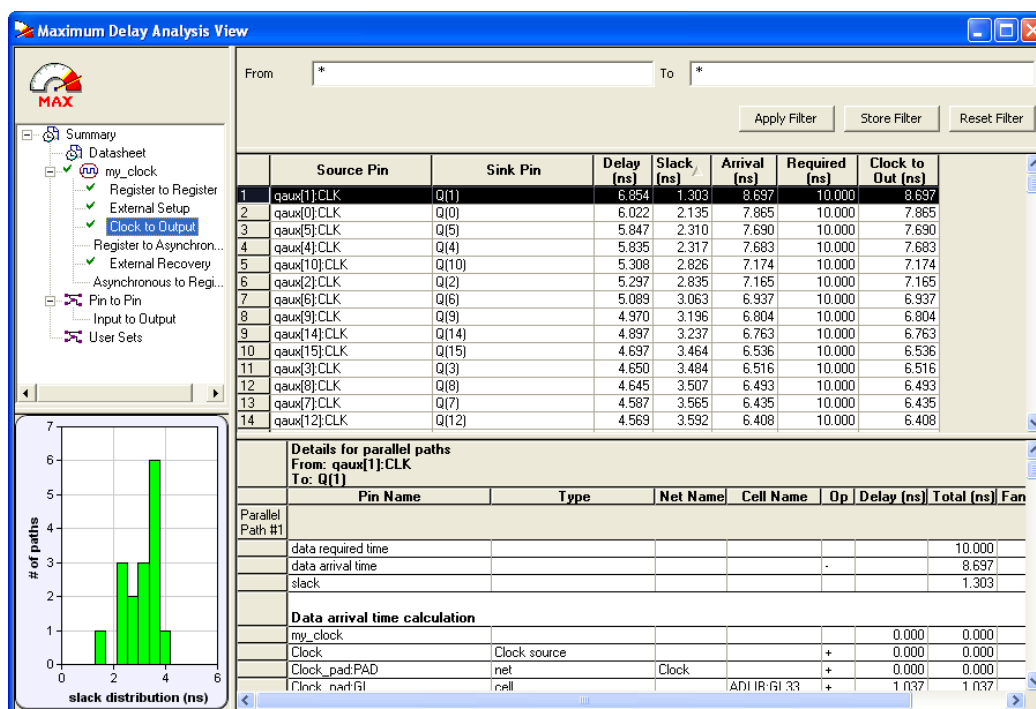 Maximum Delay Analysis View
MAX
From * To *
Apply Filter Store Filter Reset Filter
Summary
Datasheet
my_clock
Register to Register
External Setup
Clock to Output
Register to Asynchron...
External Recovery
Asynchronous to Regi...
Pin to Pin
Input to Output
User Sets
Source Pin Sink Pin Delay (ns) Slack (ns) Arrival (ns) Required (ns) Clock to Out (ns)
1 qaux[1]:CLK Q(1) 6.854 1.303 8.697 10.000 8.697
2 qaux[0]:CLK Q(0) 6.022 2.135 7.865 10.000 7.865
3 qaux[5]:CLK Q(5) 5.847 2.310 7.690 10.000 7.690
4 qaux[4]:CLK Q(4) 5.835 2.317 7.683 10.000 7.683
5 qaux[10]:CLK Q(10) 5.308 2.826 7.174 10.000 7.174
6 qaux[2]:CLK Q(2) 5.297 2.835 7.165 10.000 7.165
7 qaux[6]:CLK Q(6) 5.089 3.063 6.937 10.000 6.937
8 qaux[9]:CLK Q(9) 4.970 3.196 6.804 10.000 6.804
9 qaux[14]:CLK Q(14) 4.897 3.237 6.763 10.000 6.763
10 qaux[15]:CLK Q(15) 4.697 3.464 6.536 10.000 6.536
11 qaux[3]:CLK Q(3) 4.650 3.484 6.516 10.000 6.516
12 qaux[8]:CLK Q(8) 4.645 3.507 6.493 10.000 6.493
13 qaux[7]:CLK Q(7) 4.587 3.565 6.435 10.000 6.435
14 qaux[12]:CLK Q(12) 4.569 3.592 6.408 10.000 6.408
7
6
5
4
3
2
1
0
# of paths
0 2 4 6
slack distribution (ns)
Details for parallel paths
From: qaux[1]:CLK
To: Q(1)
Pin Name Type Net Name Cell Name Op Delay (ns) Total (ns) Fan
Parallel
Path #1
data required time 10.000
data arrival time - 8.697
slack 1.303
Data arrival time calculation
my_clock 0.000 0.000
Clock Clock source + 0.000 0.000
Clock_pad:PAD net Clock + 0.000 0.000
Clock_pad:GL cell ADLIB:GL33 + 1.037 1.037